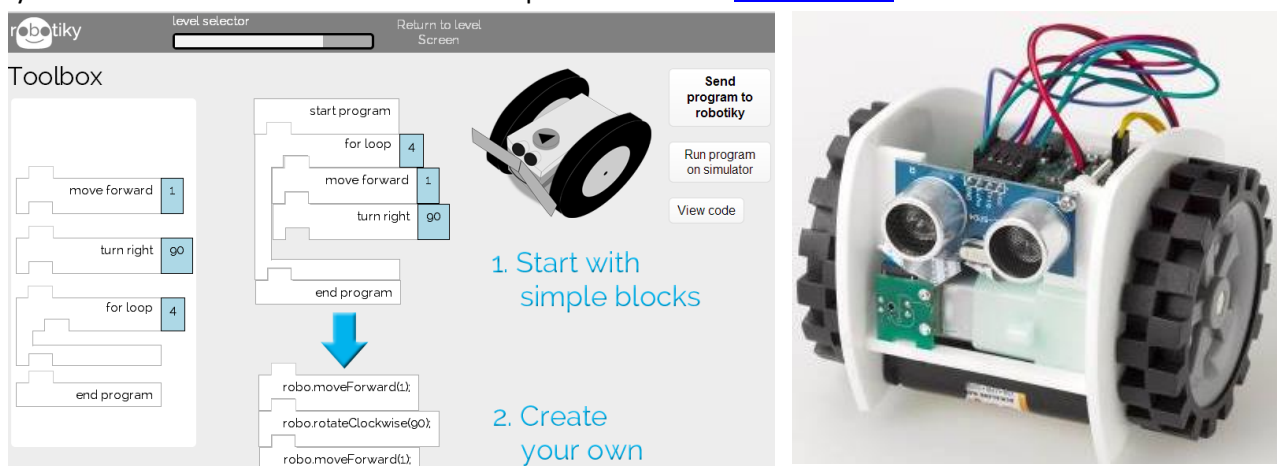 robotiky
level selector
Return to level
Screen
Toolbox
move forward 1
turn right 90
for loop 4
end program
start program
for loop 4
move forward 1
turn right 90
end program
robo.moveForward(1);
robo.rotateClockwise(90);
robo.moveForward(1);
Send
program to
robotiky
Run program
on simulator
View code
1. Start with
simple blocks
2. Create
your own